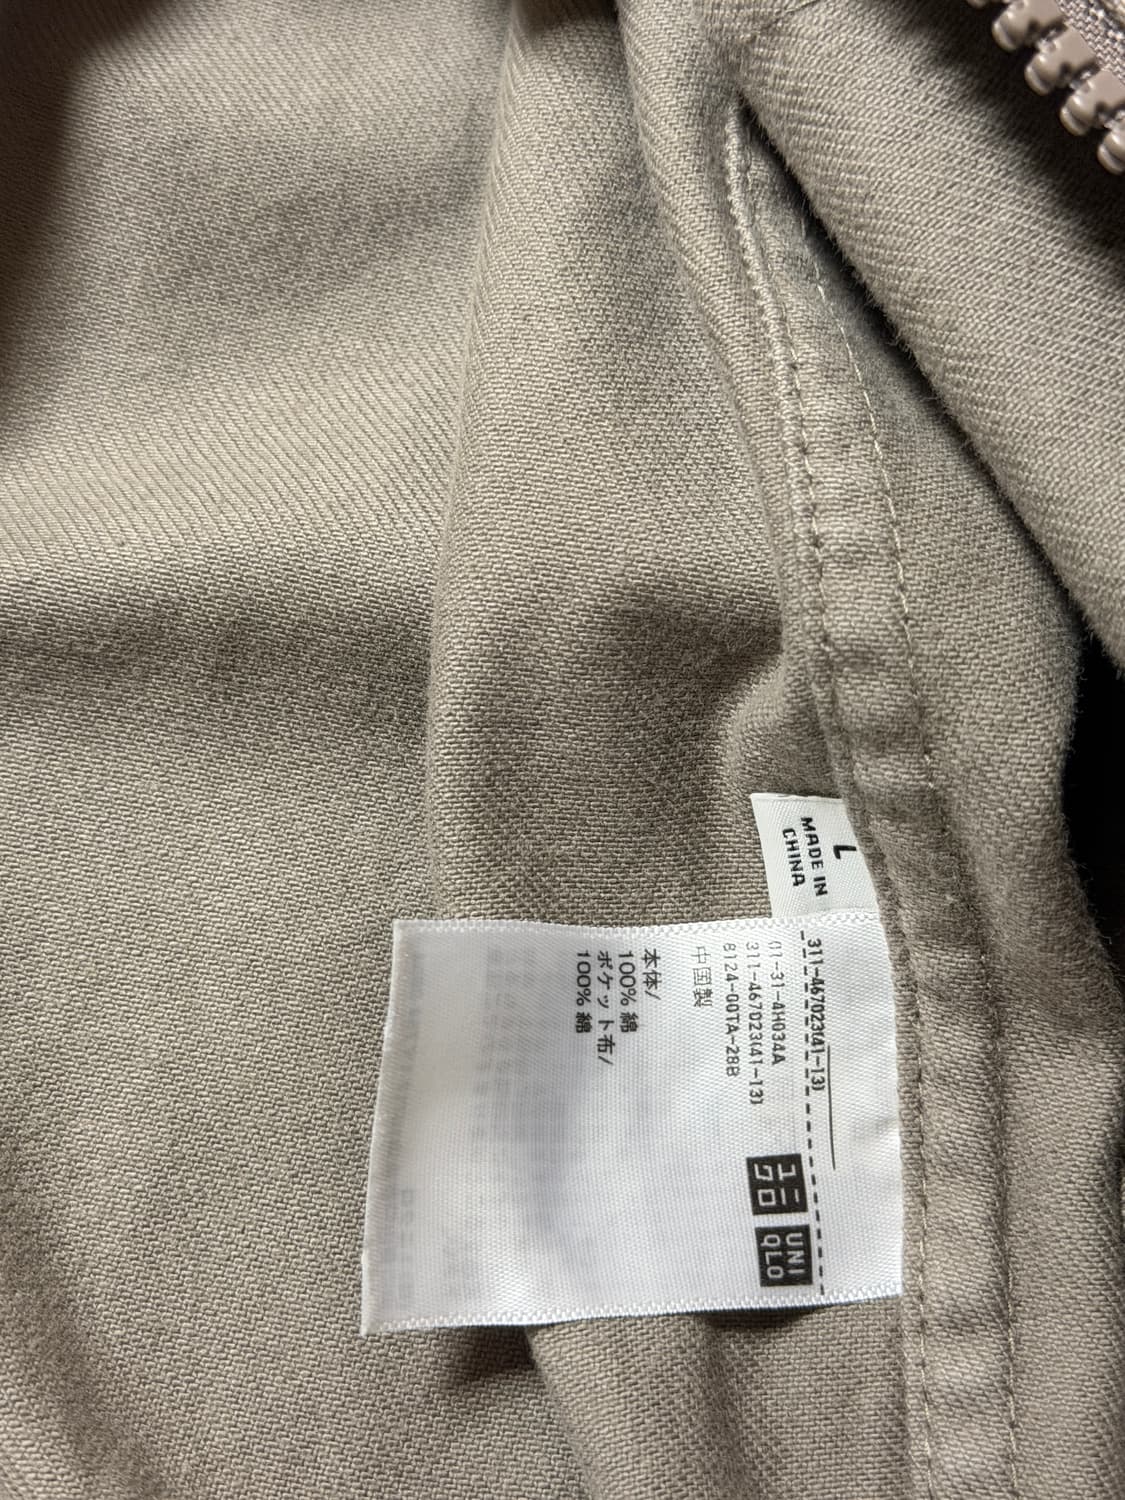 L
MADE IN
CHINA
311-467023(41-13)
01-31-4H034A
311-467023(41-13)
8124-00TA-28B
中国製
本体/
100% 綿
ポケット布/
100% 綿
ユニ
クロ
UNI
QLO